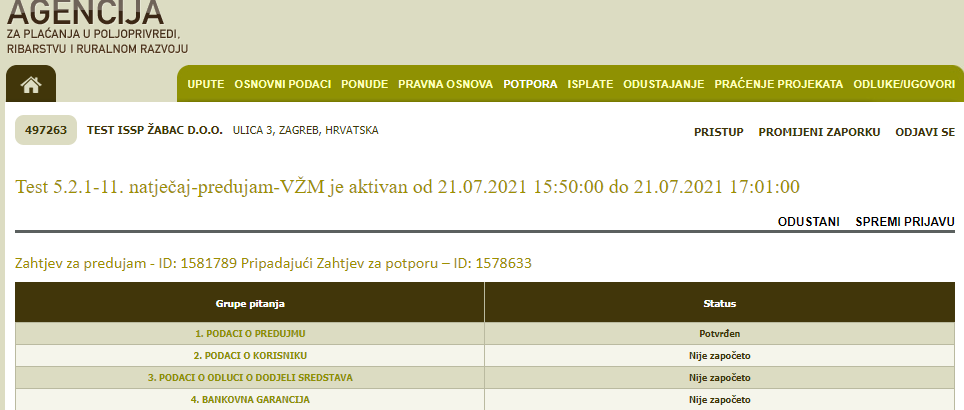 AGENCIJA
ZA PLAĆANJA U POLJOPRIVREDI,
RIBARSTVU I RURALNOM RAZVOJU
UPUTE OSNOVNI PODACI PONUDE PRAVNA OSNOVA POTPORA ISPLATE ODUSTAJANJE PRAĆENJE PROJEKATA ODLUKE/UGOVORI
497263 TEST ISSP ŽABAC D.O.O. ULICA 3, ZAGREB, HRVATSKA PRISTUP PROMIJENI ZAPORKU ODJAVI SE
Test 5.2.1-11. natječaj-predujam-VŽM je aktivan od 21.07.2021 15:50:00 do 21.07.2021 17:01:00
ODUSTANI SPREMI PRIJAVU
Zahtjev za predujam - ID: 1581789 Pripadajući Zahtjev za potporu – ID: 1578633
Grupe pitanja Status
1. PODACI O PREDUJMU Potvrđen
2. PODACI O KORISNIKU Nije započeto
3. PODACI O ODLUCI O DODJELI SREDSTAVA Nije započeto
4. BANKOVNA GARANCIJA Nije započeto